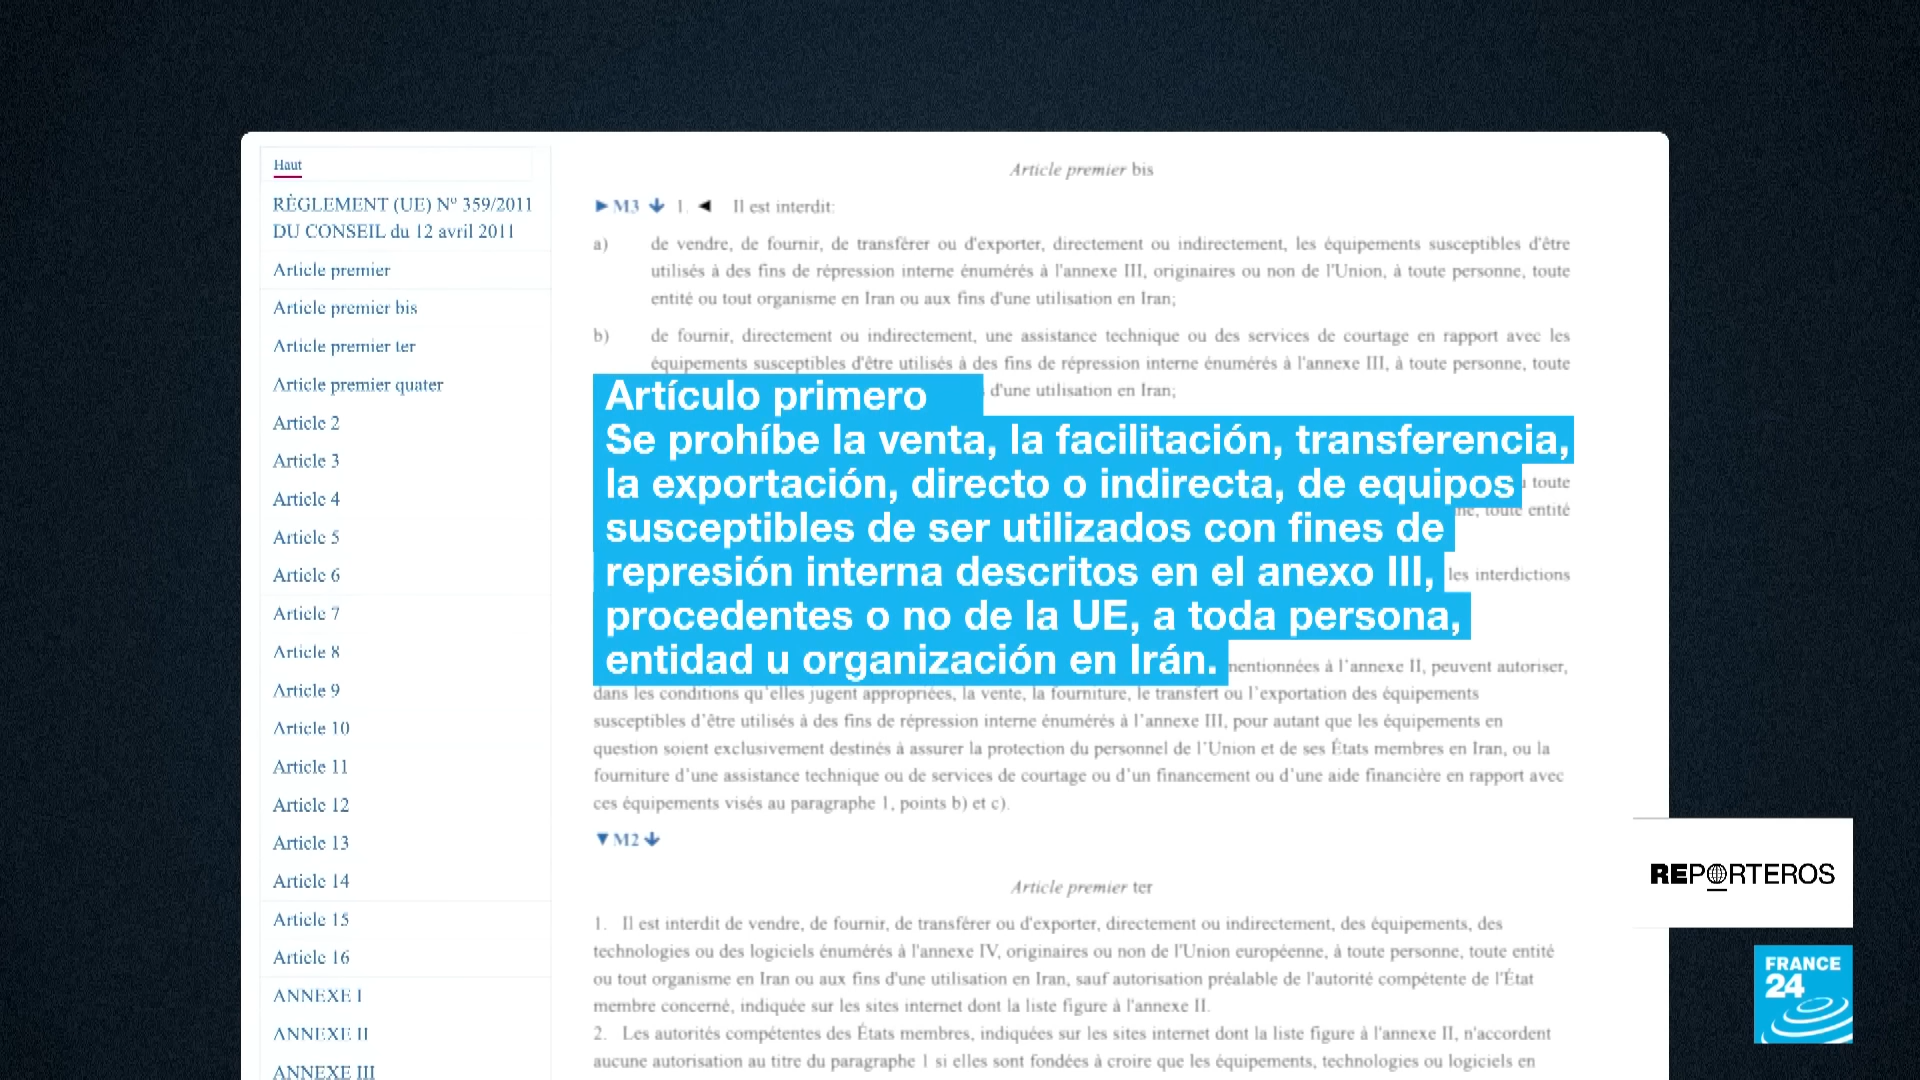 Haut
RÈGLEMENT (UE) Nº 359/2011
DU CONSEIL du 12 avril 2011
Article premier
Article premier bis
Article premier ter
Article premier quater
Article 2
Article 3
Article 4
Article 5
Article 6
Article 7
Article 8
Article 9
Article 10
Article 11
Article 12
Article 13
Article 14
Article 15
Article 16
ANNEXE I
ANNEXE II
ANNEXE III
Article premier bis
►M3 ↓ 1. ◄ Il est interdit:
a) de vendre, de fournir, de transférer ou d'exporter, directement ou indirectement, les équipements susceptibles d'être
utilisés à des fins de répression interne énumérés à l'annexe III, originaires ou non de l'Union, à toute personne, toute
entité ou tout organisme en Iran ou aux fins d'une utilisation en Iran;
b) de fournir, directement ou indirectement, une assistance technique ou des services de courtage en rapport avec les
équipements susceptibles d'être utilisés à des fins de répression interne énumérés à l'annexe III, à toute personne, toute
d'une utilisation en Iran;
Artículo primero
Se prohíbe la venta, la facilitación, transferencia,
la exportación, directo o indirecta, de equipos
susceptibles de ser utilizados con fines de
represión interna descritos en el anexo III,
procedentes o no de la UE, a toda persona,
entidad u organización en Irán.
toute
toute entité
les interdictions
mentionnées à l'annexe II, peuvent autoriser,
dans les conditions qu'elles jugent appropriées, la vente, la fourniture, le transfert ou l'exportation des équipements
susceptibles d'être utilisés à des fins de répression interne énumérés à l'annexe III, pour autant que les équipements en
question soient exclusivement destinés à assurer la protection du personnel de l'Union et de ses États membres en Iran, ou la
fourniture d'une assistance technique ou de services de courtage ou d'un financement ou d'une aide financière en rapport avec
ces équipements visés au paragraphe 1, points b) et c).
▼M2 ↓
Article premier ter
1. Il est interdit de vendre, de fournir, de transférer ou d'exporter, directement ou indirectement, des équipements, des
technologies ou des logiciels énumérés à l'annexe IV, originaires ou non de l'Union européenne, à toute personne, toute entité
ou tout organisme en Iran ou aux fins d'une utilisation en Iran, sauf autorisation préalable de l'autorité compétente de l'État
membre concerné, indiquée sur les sites internet dont la liste figure à l'annexe II.
2. Les autorités compétentes des États membres, indiquées sur les sites internet dont la liste figure à l'annexe II, n'accordent
aucune autorisation au titre du paragraphe 1 si elles sont fondées à croire que les équipements, technologies ou logiciels en
REPORTEROS
FRANCE
24